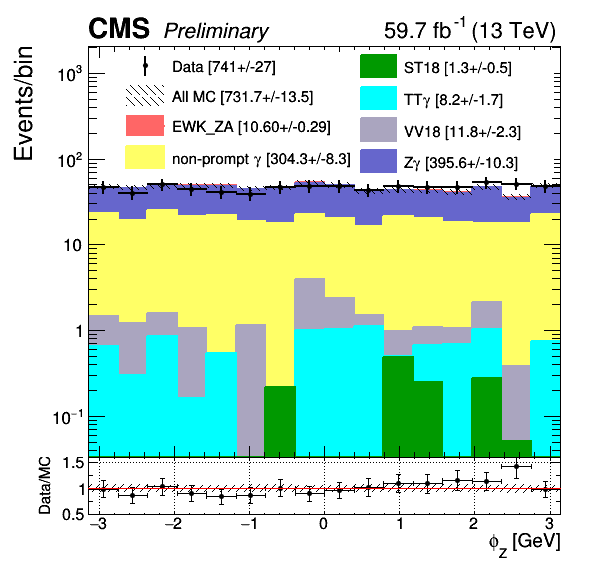 CMS Preliminary 59.7 fb⁻¹ (13 TeV)
Events/bin
Data [741+/-27]
All MC [731.7+/-13.5]
EWK_ZA [10.60+/-0.29]
non-prompt γ [304.3+/-8.3]
ST18 [1.3+/-0.5]
TTγ [8.2+/-1.7]
VV18 [11.8+/-2.3]
Zγ [395.6+/-10.3]
10³
10²
10
1
10⁻¹
Data/MC
1.5
1
0.5
−3 −2 −1 0 1 2 3
ϕ_Z [GeV]